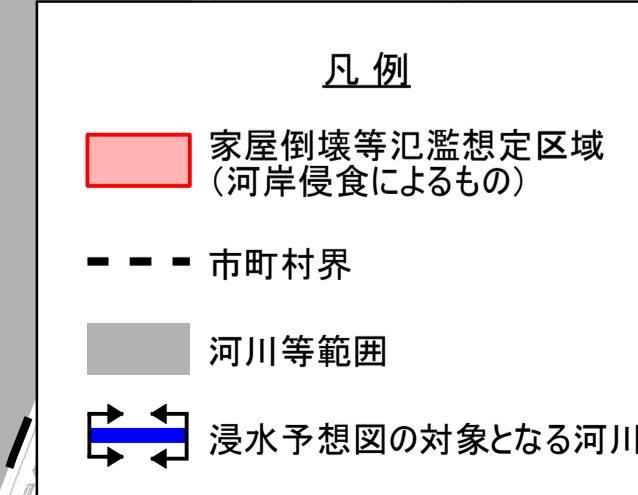 凡 例
家屋倒壊等氾濫想定区域
（河岸侵食によるもの）
市町村界
河川等範囲
浸水予想図の対象となる河川